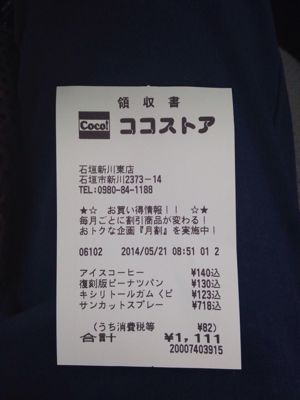 領収書
Coco! ココストア
石垣新川東店
石垣市新川2373-14
TEL:0980-84-1188
★☆ お買い得情報!! ☆★
毎月ごとに割引商品が変わる!
おトクな企画『月割』を実施中!
06102 2014/05/21 08:51 01 2
アイスコーヒー ¥140込
復刻版ピーナツパン ¥130込
キシリトールガム くピ ¥123込
サンカットスプレー ¥718込
(うち消費税等 ¥82)
合計 ¥1,111
20007403915